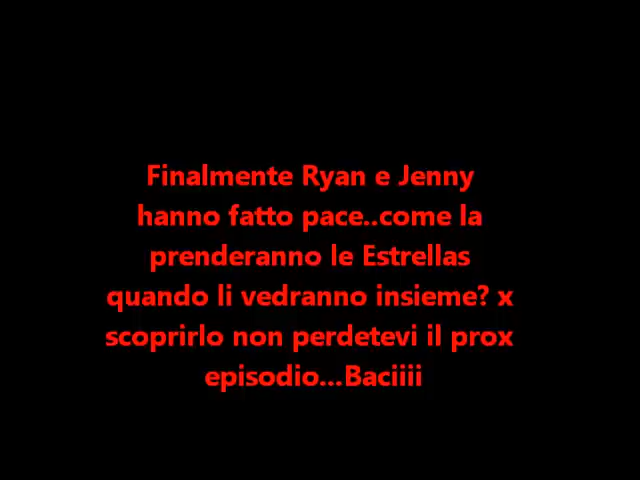 Finalmente Ryan e Jenny
hanno fatto pace..come la
prenderanno le Estrellas
quando li vedranno insieme? x
scoprirlo non perdetevi il prox
episodio...Baciiii